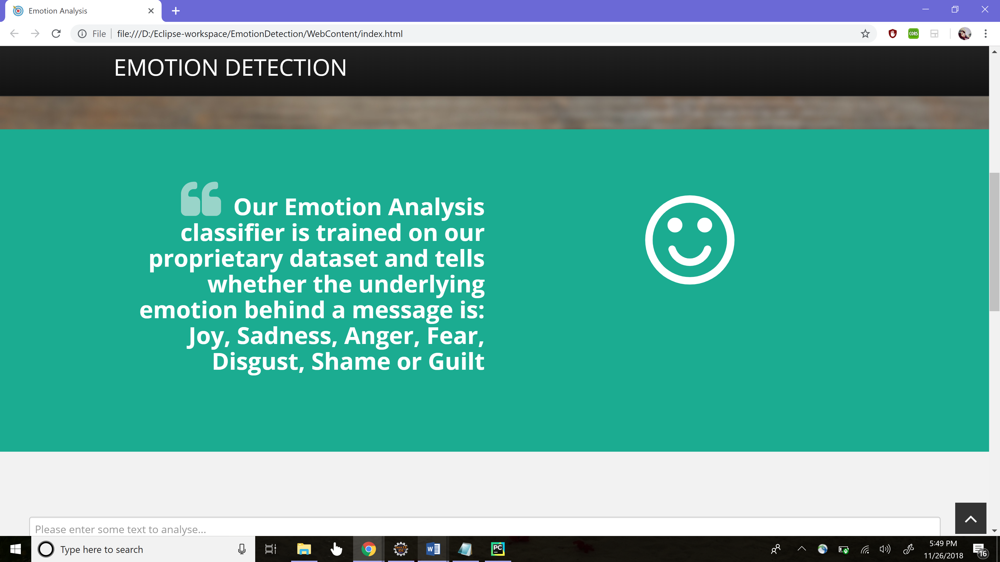 Emotion Analysis
File
file:///D:/Eclipse-workspace/EmotionDetection/WebContent/index.html
CORS
EMOTION DETECTION
Our Emotion Analysis
classifier is trained on our
proprietary dataset and tells
whether the underlying
emotion behind a message is:
Joy, Sadness, Anger, Fear,
Disgust, Shame or Guilt
Please enter some text to analyse...
Type here to search
Java EE
IDE
W
PC
5:49 PM
11/26/2018
16